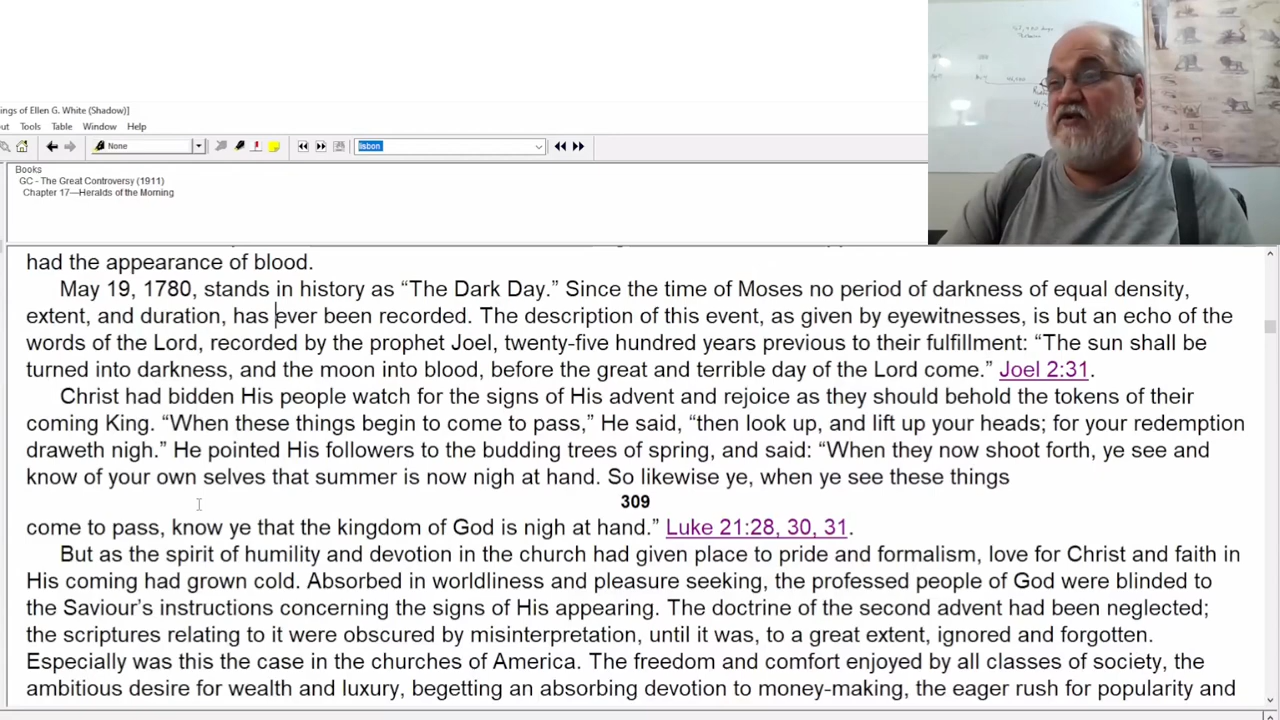 ings of Ellen G. White (Shadow)]
ut Tools Table Window Help
None
lisbon
Books
GC - The Great Controversy (1911)
Chapter 17—Heralds of the Morning
had the appearance of blood.
May 19, 1780, stands in history as “The Dark Day.” Since the time of Moses no period of darkness of equal density,
extent, and duration, has ever been recorded. The description of this event, as given by eyewitnesses, is but an echo of the
words of the Lord, recorded by the prophet Joel, twenty-five hundred years previous to their fulfillment: “The sun shall be
turned into darkness, and the moon into blood, before the great and terrible day of the Lord come.” Joel 2:31.
Christ had bidden His people watch for the signs of His advent and rejoice as they should behold the tokens of their
coming King. “When these things begin to come to pass,” He said, “then look up, and lift up your heads; for your redemption
draweth nigh.” He pointed His followers to the budding trees of spring, and said: “When they now shoot forth, ye see and
know of your own selves that summer is now nigh at hand. So likewise ye, when ye see these things
309
come to pass, know ye that the kingdom of God is nigh at hand.” Luke 21:28, 30, 31.
But as the spirit of humility and devotion in the church had given place to pride and formalism, love for Christ and faith in
His coming had grown cold. Absorbed in worldliness and pleasure seeking, the professed people of God were blinded to
the Saviour’s instructions concerning the signs of His appearing. The doctrine of the second advent had been neglected;
the scriptures relating to it were obscured by misinterpretation, until it was, to a great extent, ignored and forgotten.
Especially was this the case in the churches of America. The freedom and comfort enjoyed by all classes of society, the
ambitious desire for wealth and luxury, begetting an absorbing devotion to money-making, the eager rush for popularity and